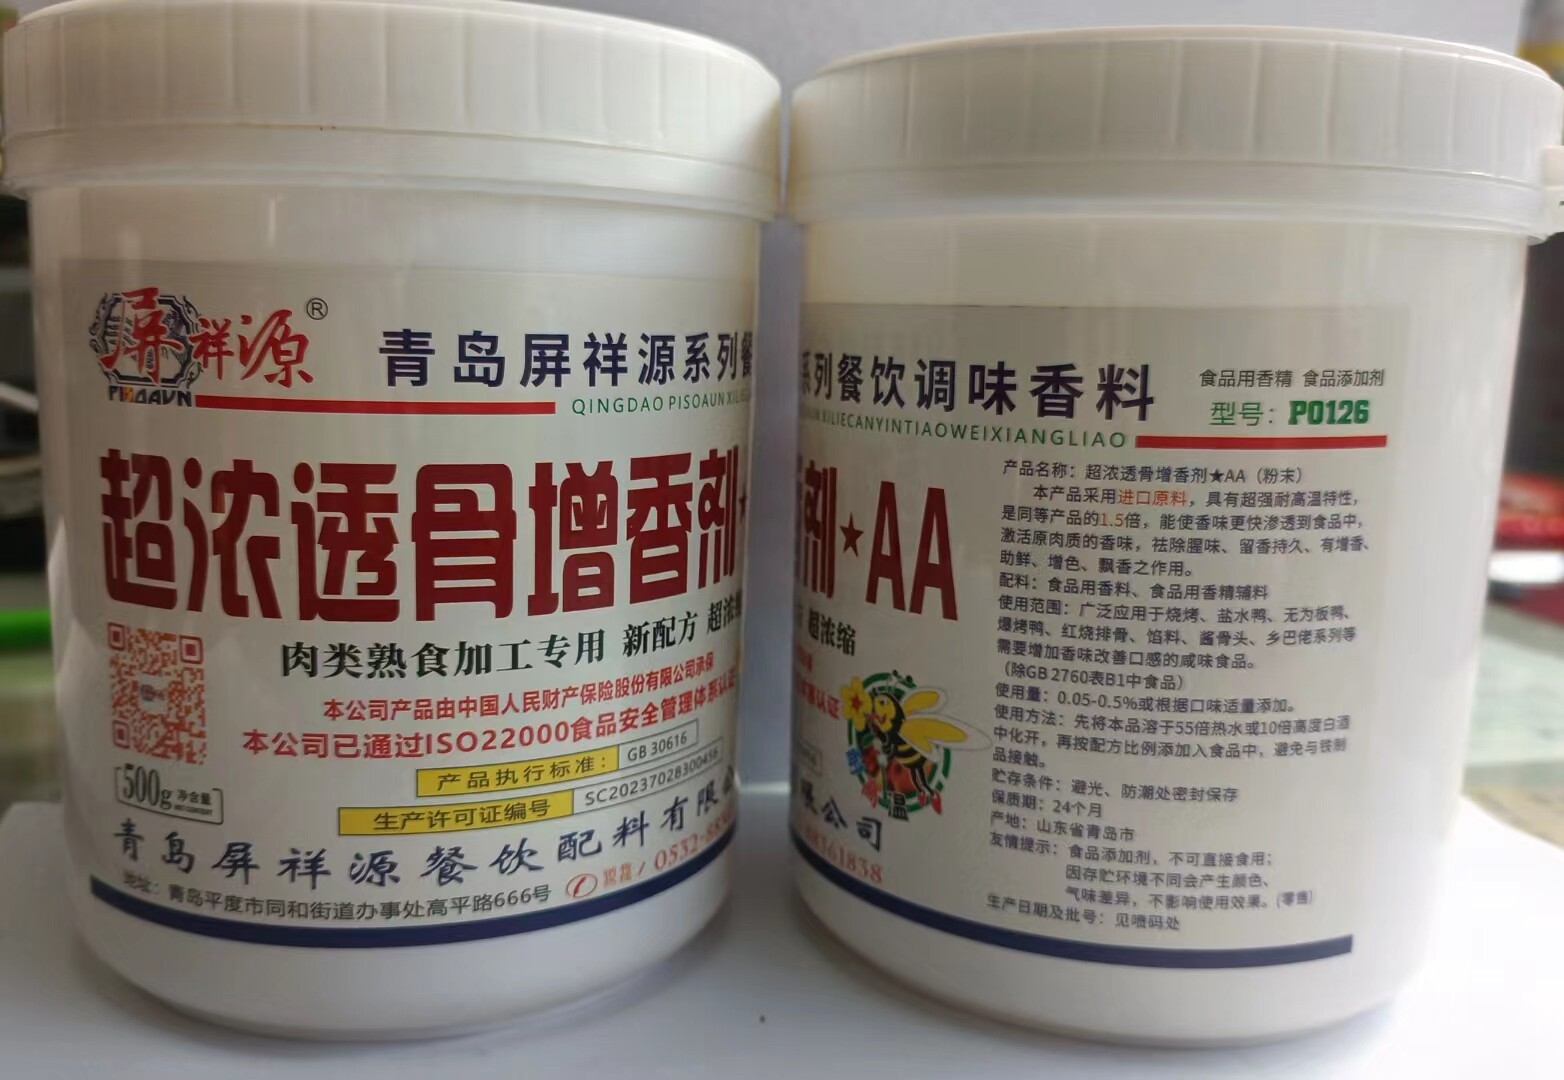 屏祥源®
PISOAVN
青岛屏祥源系列餐
QINGDAO PISOAUN XILIE
超浓透骨增香剂★
肉类熟食加工专用 新配方 超浓缩
本公司产品由中国人民财产保险股份有限公司承保
本公司已通过ISO22000食品安全管理体系认证
产品执行标准： GB 30616
生产许可证编号 SC20237028300456
500g 净含量
青岛屏祥源餐饮配料有限公
地址：青岛平度市同和街道办事处高平路666号
0532-88
系列餐饮调味香料
XILIECANYINTIAOWEIXIANGLIAO
食品用香精 食品添加剂
型号：P0126
剂★AA
超浓缩
认证
耐高温
限公司
8361838
产品名称：超浓透骨增香剂★AA（粉末）
本产品采用进口原料，具有超强耐高温特性，
是同等产品的1.5倍，能使香味更快渗透到食品中，
激活原肉质的香味，祛除腥味、留香持久、有增香、
助鲜、增色、飘香之作用。
配料：食品用香料、食品用香精辅料
使用范围：广泛应用于烧烤、盐水鸭、无为板鸭、
爆烤鸭、红烧排骨、馅料、酱骨头、乡巴佬系列等
需要增加香味改善口感的咸味食品。
（除GB 2760表B1中食品）
使用量：0.05-0.5%或根据口味适量添加。
使用方法：先将本品溶于55倍热水或10倍高度白酒
中化开，再按配方比例添加入食品中，避免与铁制
品接触。
贮存条件：避光、防潮处密封保存
保质期：24个月
产地：山东省青岛市
友情提示：食品添加剂，不可直接食用；
因存贮环境不同会产生颜色、
气味差异，不影响使用效果。(零售)
生产日期及批号：见喷码处